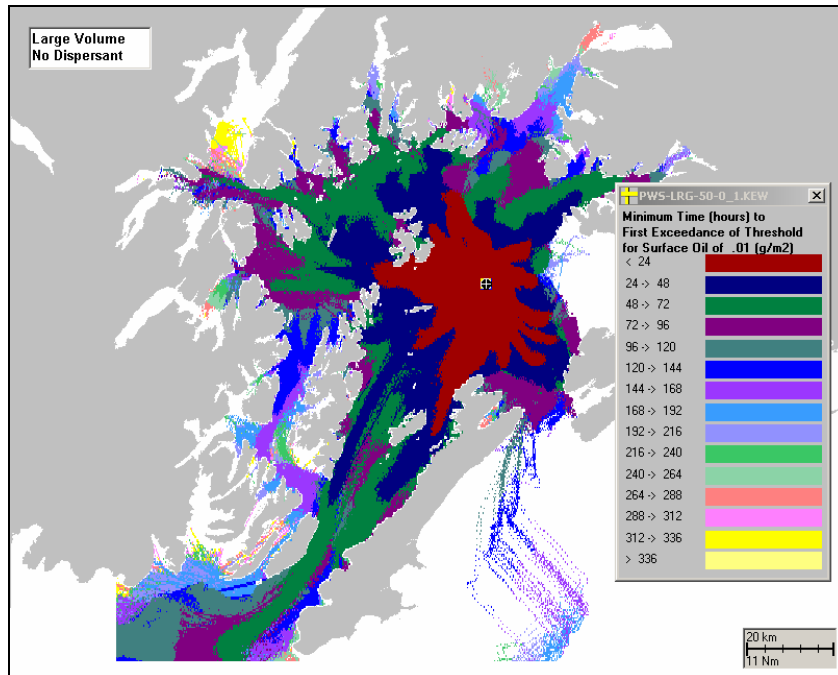 Large Volume
No Dispersant
PWS-LRG-50-0_1.KEW
Minimum Time (hours) to
First Exceedance of Threshold
for Surface Oil of .01 (g/m2)
< 24
24 -> 48
48 -> 72
72 -> 96
96 -> 120
120 -> 144
144 -> 168
168 -> 192
192 -> 216
216 -> 240
240 -> 264
264 -> 288
288 -> 312
312 -> 336
> 336
20 km
11 Nm